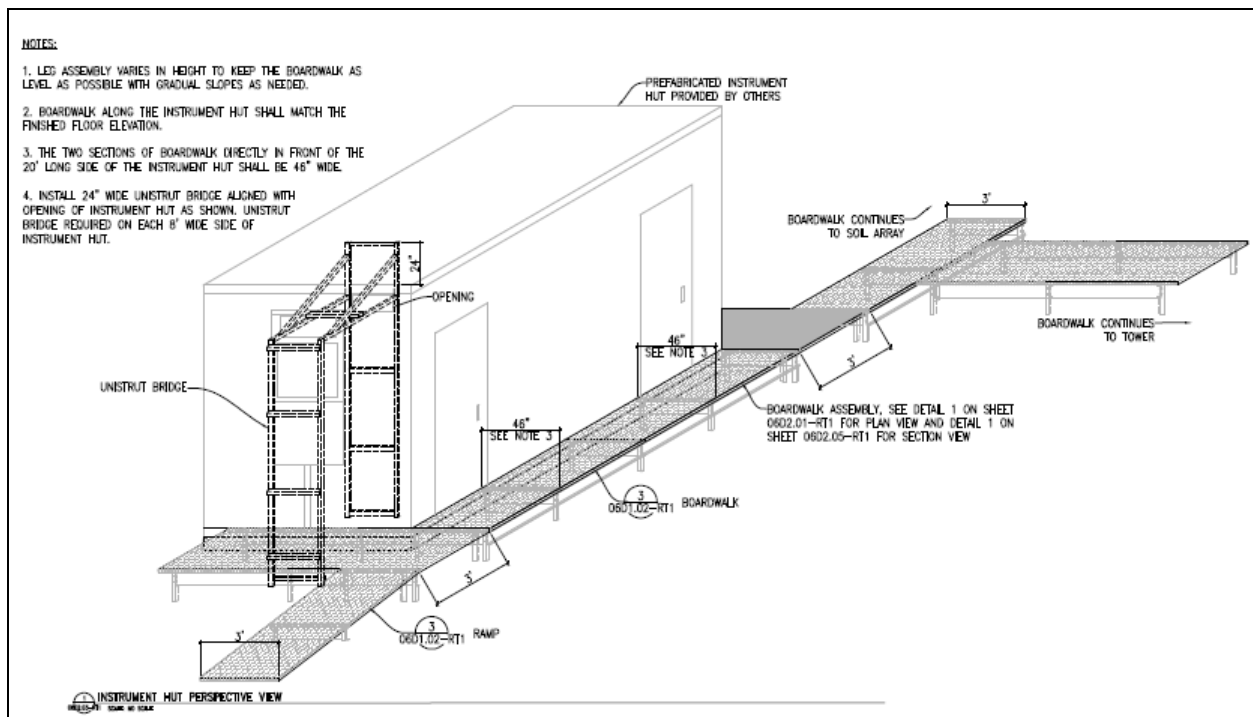 NOTES:
1. LEG ASSEMBLY VARIES IN HEIGHT TO KEEP THE BOARDWALK AS
LEVEL AS POSSIBLE WITH GRADUAL SLOPES AS NEEDED.
2. BOARDWALK ALONG THE INSTRUMENT HUT SHALL MATCH THE
FINISHED FLOOR ELEVATION.
3. THE TWO SECTIONS OF BOARDWALK DIRECTLY IN FRONT OF THE
20' LONG SIDE OF THE INSTRUMENT HUT SHALL BE 46" WIDE.
4. INSTALL 24" WIDE UNISTRUT BRIDGE ALIGNED WITH
OPENING OF INSTRUMENT HUT AS SHOWN. UNISTRUT
BRIDGE REQUIRED ON EACH 8' WIDE SIDE OF
INSTRUMENT HUT.
PREFABRICATED INSTRUMENT
HUT PROVIDED BY OTHERS
BOARDWALK CONTINUES
TO SOIL ARRAY
3'
24"
OPENING
BOARDWALK CONTINUES
TO TOWER
46"
SEE NOTE 3
3'
UNISTRUT BRIDGE
BOARDWALK ASSEMBLY, SEE DETAIL 1 ON SHEET
06D2.01-RT1 FOR PLAN VIEW AND DETAIL 1 ON
SHEET 06D2.05-RT1 FOR SECTION VIEW
46"
SEE NOTE 3
3
06D1.02-RT1 BOARDWALK
3'
3
06D1.02-RT1 RAMP
3'
1 INSTRUMENT HUT PERSPECTIVE VIEW